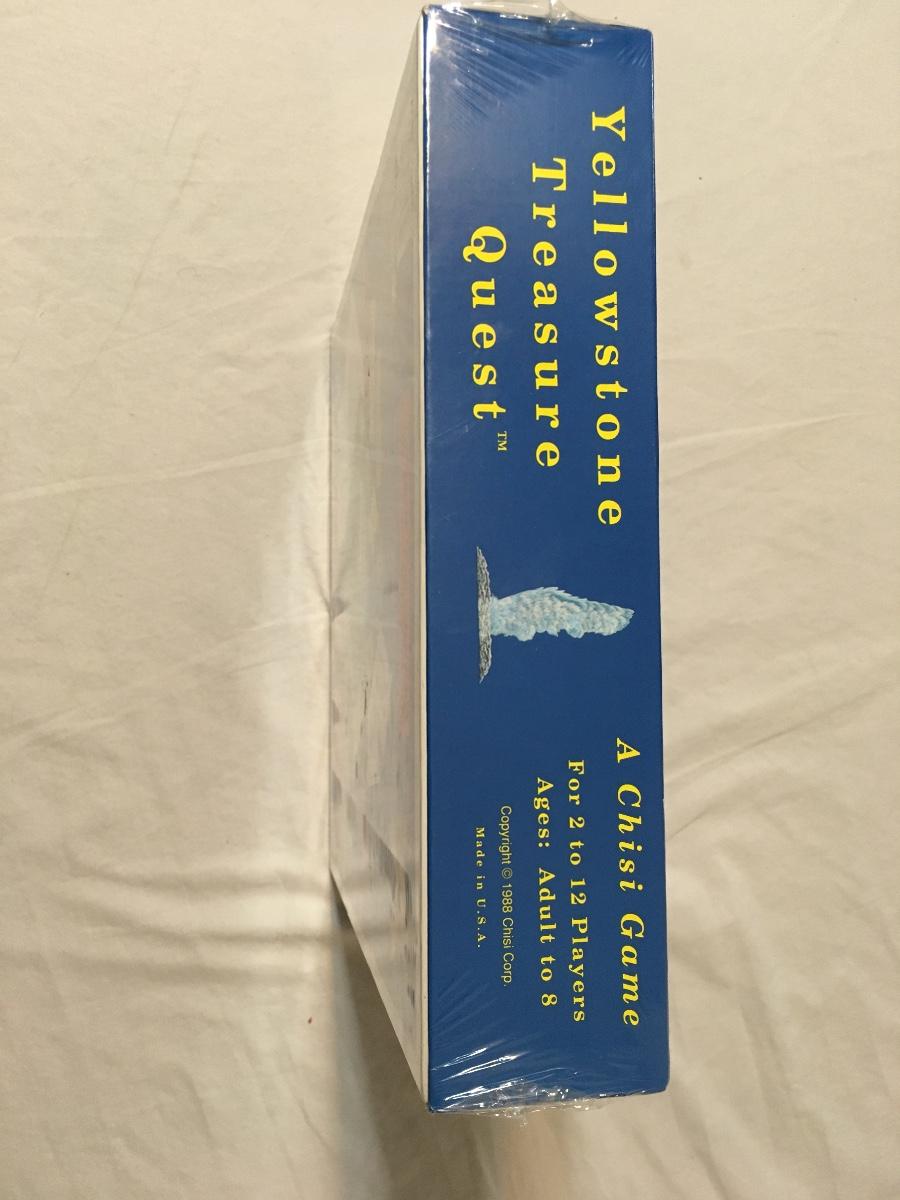 Yellowstone
Treasure
Quest™
A Chisi Game
For 2 to 12 Players
Ages: Adult to 8
Copyright © 1988 Chisi Corp.
Made in U.S.A.